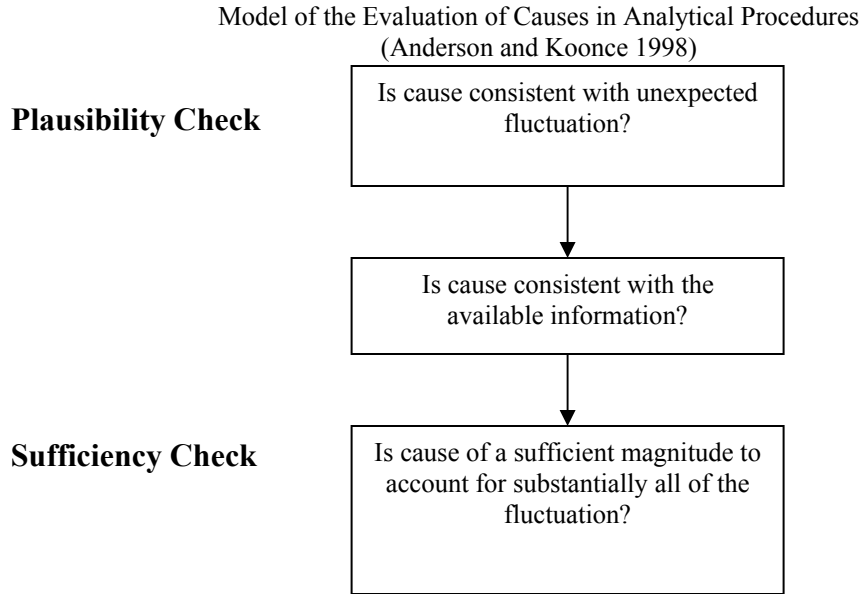 Model of the Evaluation of Causes in Analytical Procedures
(Anderson and Koonce 1998)
Plausibility Check
Is cause consistent with unexpected
fluctuation?
Is cause consistent with the
available information?
Sufficiency Check
Is cause of a sufficient magnitude to
account for substantially all of the
fluctuation?